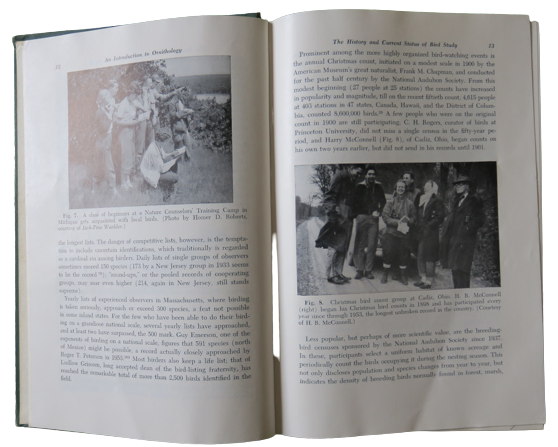 12
An Introduction to Ornithology
Fig. 7. A class of beginners at a Nature Counselors' Training Camp in
Michigan gets acquainted with local birds. (Photo by Homer D. Roberts,
the longest lists. The danger of competitive lists, however, is the tempta-
tion to include uncertain identifications, which traditionally is regarded
as a cardinal sin among birders. Daily lists of single groups of observers
sometimes exceed 150 species (173 by a New Jersey group in 1933 seems
to be the record), "round-ups," or the pooled records of cooperating
groups, may run even higher (214, again in New Jersey, still stands
supreme).
Yearly lists of experienced observers in Massachusetts, where birding
is taken seriously, approach or exceed 300 species, a feat not possible
in some inland states. For the few who have been able to do their bird-
ing on a grandiose national scale, several yearly lists have approached,
and at least two have surpassed, the 500 mark. Guy Emerson, one of the
exponents of birding on a national scale, figures that 591 species (north
of Mexico) might be possible, a record actually closely approached by
Roger T. Peterson in 1953. Most birders also keep a life list; that of
Ludlow Griscom, long accepted dean of the bird-listing fraternity, has
reached the remarkable total of more than 2,500 birds identified in the
field.
The History and Current Status of Bird Study 13
Prominent among the more highly organized bird-watching events is
the annual Christmas count, initiated on a modest scale in 1900 by the
American Museum's great naturalist, Frank M. Chapman, and conducted
for the past half century by the National Audubon Society. From this
modest beginning (27 people at 25 stations) the counts have increased
in popularity and magnitude, till on the recent fiftieth count, 4,615 people
at 403 stations in 47 states, Canada, Hawaii, and the District of Colum-
bia, counted 8,600,000 birds. A few people who were on the original
count in 1900 are still participating; C. H. Rogers, curator of birds at
Princeton University, did not miss a single census in the fifty-year pe-
riod, and Harry McConnell (Fig. 8), of Cadiz, Ohio, began counts on
his own two years earlier, but did not send in his records until 1901.
Fig. 8. Christmas bird count group at Cadiz, Ohio. H. B. McConnell
(right) began his Christmas bird counts in 1898 and has participated every
year since through 1953, the longest unbroken record in the country. (Courtesy
of H. B. McConnell.)
Less popular, but perhaps of more scientific value, are the breeding-
bird censuses sponsored by the National Audubon Society since 1937.
In these, participants select a uniform habitat of known acreage and
periodically count the birds occupying it during the nesting season. This
not only discloses population and species changes from year to year, but
indicates the density of breeding birds normally found in forest, marsh,